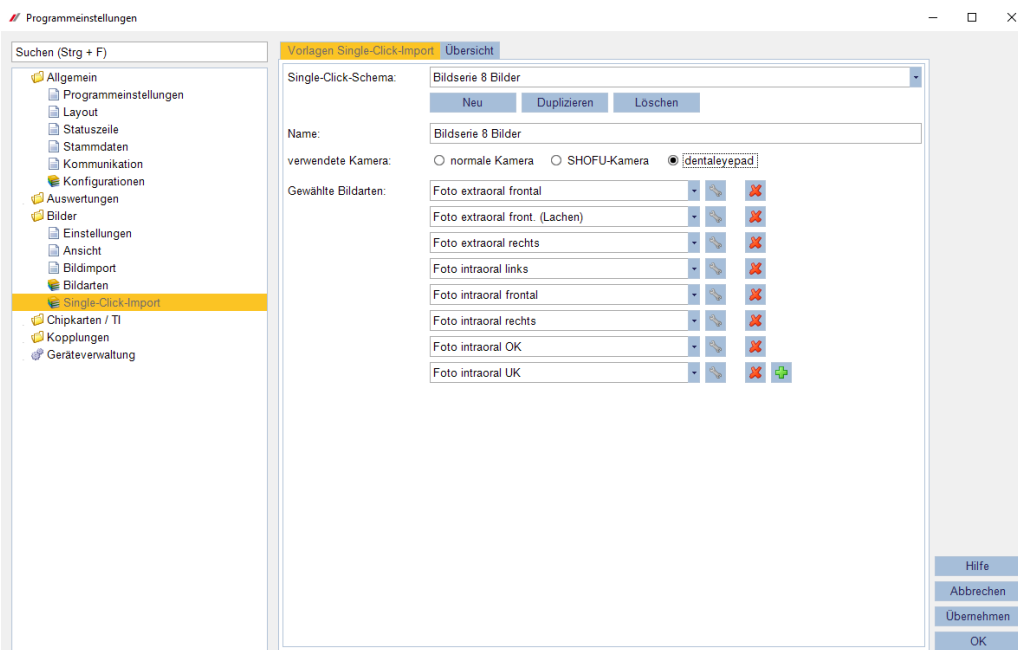 Programmeinstellungen
Suchen (Strg + F)
Allgemein
Programmeinstellungen
Layout
Statuszeile
Stammdaten
Kommunikation
Konfigurationen
Auswertungen
Bilder
Einstellungen
Ansicht
Bildimport
Bildarten
Single-Click-Import
Chipkarten / TI
Kopplungen
Geräteverwaltung
Vorlagen Single-Click-Import Übersicht
Single-Click-Schema: Bildserie 8 Bilder
Neu Duplizieren Löschen
Name: Bildserie 8 Bilder
verwendete Kamera: normale Kamera SHOFU-Kamera dentaleyepad
Gewählte Bildarten: Foto extraoral frontal
Foto extraoral front. (Lachen)
Foto extraoral rechts
Foto intraoral links
Foto intraoral frontal
Foto intraoral rechts
Foto intraoral OK
Foto intraoral UK
Hilfe
Abbrechen
Übernehmen
OK